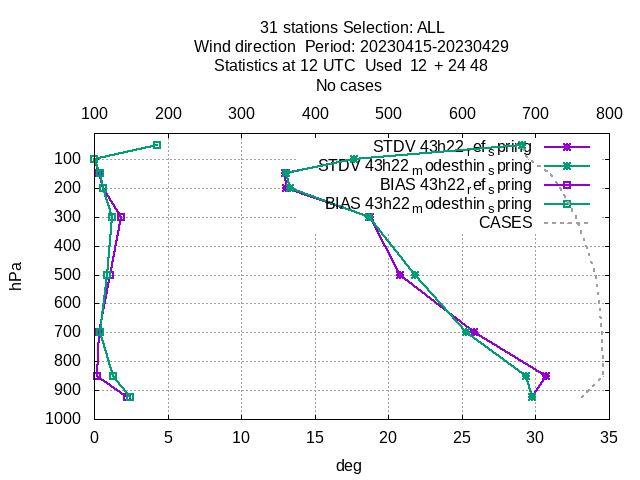 31 stations Selection: ALL
Wind direction  Period: 20230415-20230429
Statistics at 12 UTC  Used  12  + 24 48
No cases
100 200 300 400 500 600 700 800
STDV 43h22_ref_spring
STDV 43h22_modesthin_spring
BIAS 43h22_ref_spring
BIAS 43h22_modesthin_spring
CASES
hPa
100
200
300
400
500
600
700
800
900
1000
0 5 10 15 20 25 30 35
deg